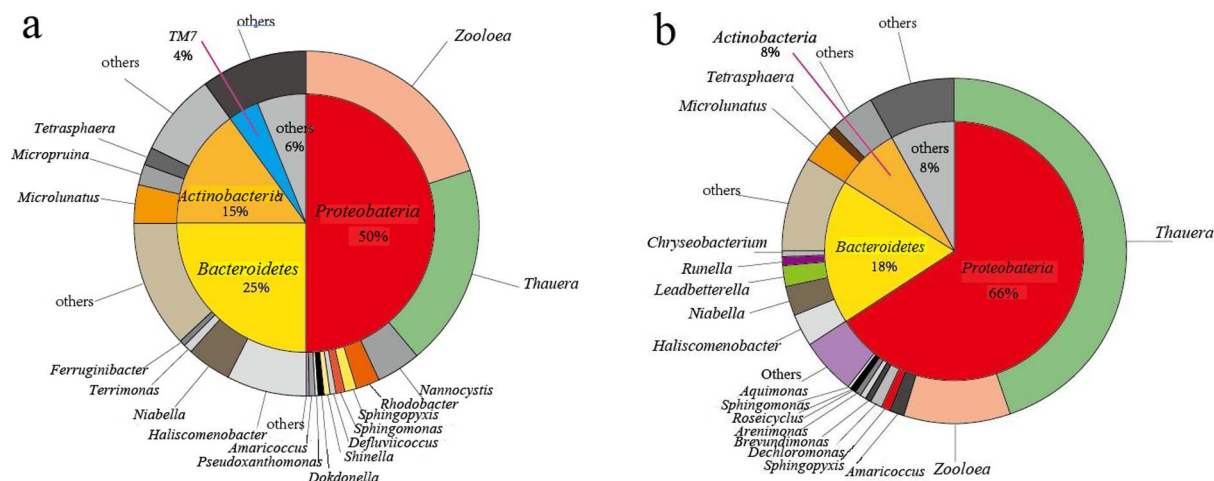 a
others
TM7
4%
Zooloea
others
others
6%
Tetrasphaera
Micropruina
Microlunatus
Actinobacteria
15%
Proteobateria
50%
Bacteroidetes
25%
Thauera
others
Ferruginibacter
Terrimonas
Niabella
Haliscomenobacter
others
Amaricoccus
Pseudoxanthomonas
Dokdonella
Shinella
Defluviicoccus
Sphingomonas
Sphingopyxis
Rhodobacter
Nannocystis
b
Actinobacteria
8%
others
others
Tetrasphaera
Microlunatus
others
8%
others
Thauera
Chryseobacterium
Bacteroidetes
18%
Proteobateria
66%
Runella
Leadbetterella
Niabella
Haliscomenobacter
Others
Aquimonas
Sphingomonas
Roseicyclus
Arenimonas
Brevundimonas
Dechloromonas
Sphingopyxis
Amaricoccus
Zooloea